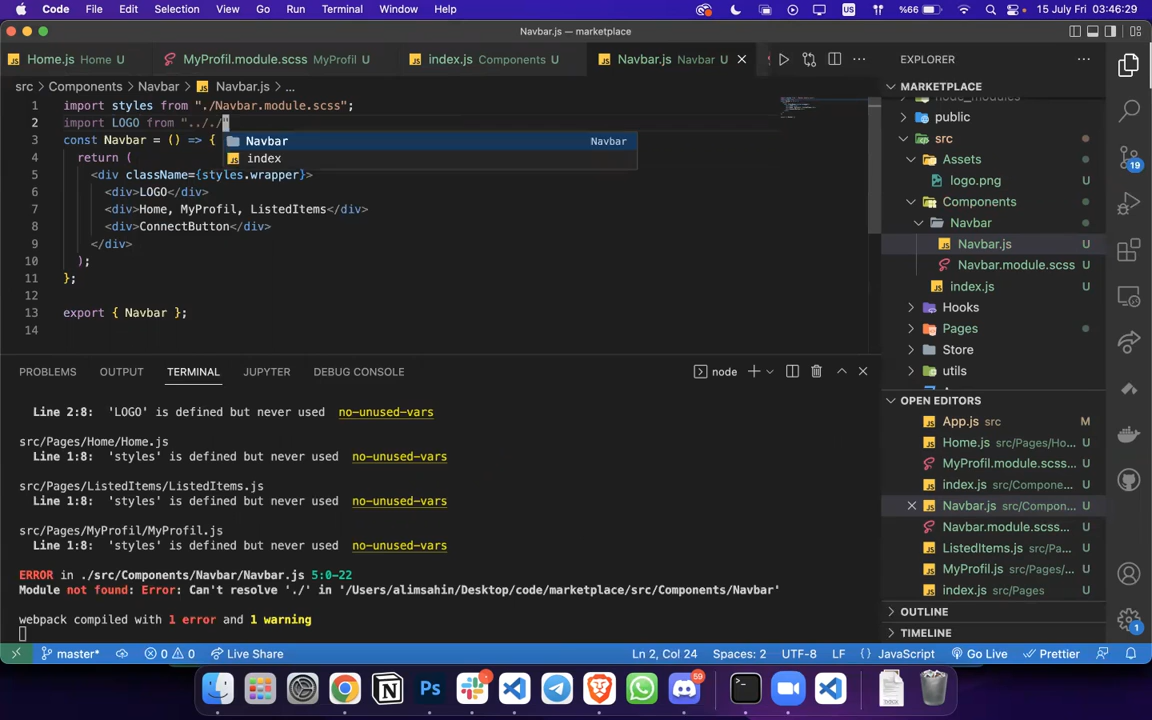 Code File Edit Selection View Go Run Terminal Window Help %66 15 July Fri 03:46:29
Navbar.js — marketplace
Home.js Home U MyProfil.module.scss MyProfil U index.js Components U Navbar.js Navbar U EXPLORER
src Components Navbar Navbar.js ...
1 import styles from "./Navbar.module.scss";
2 import LOGO from "../."
3 const Navbar = () => {
4 return (
5 <div className={styles.wrapper}>
6 <div>LOGO</div>
7 <div>Home, MyProfil, ListedItems</div>
8 <div>ConnectButton</div>
9 </div>
10 );
11 };
12
13 export { Navbar };
14
Navbar Navbar
index
MARKETPLACE
node_modules
public
src
Assets
logo.png U
Components
Navbar
Navbar.js U
Navbar.module.scss U
index.js U
Hooks
Pages
Store
utils
19
OPEN EDITORS
App.js src M
Home.js src/Pages/Ho... U
MyProfil.module.scss... U
index.js src/Compone... U
Navbar.js src/Compon... U
Navbar.module.scss... U
ListedItems.js src/Pa... U
MyProfil.js src/Pages... U
index.js src/Pages U
OUTLINE
TIMELINE
1
PROBLEMS OUTPUT TERMINAL JUPYTER DEBUG CONSOLE node
Line 2:8: 'LOGO' is defined but never used no-unused-vars
src/Pages/Home/Home.js
Line 1:8: 'styles' is defined but never used no-unused-vars
src/Pages/ListedItems/ListedItems.js
Line 1:8: 'styles' is defined but never used no-unused-vars
src/Pages/MyProfil/MyProfil.js
Line 1:8: 'styles' is defined but never used no-unused-vars
ERROR in ./src/Components/Navbar/Navbar.js 5:0-22
Module not found: Error: Can't resolve './' in '/Users/alimsahin/Desktop/code/marketplace/src/Components/Navbar'
webpack compiled with 1 error and 1 warning
master* 0 0 Live Share Ln 2, Col 24 Spaces: 2 UTF-8 LF JavaScript Go Live Prettier
59